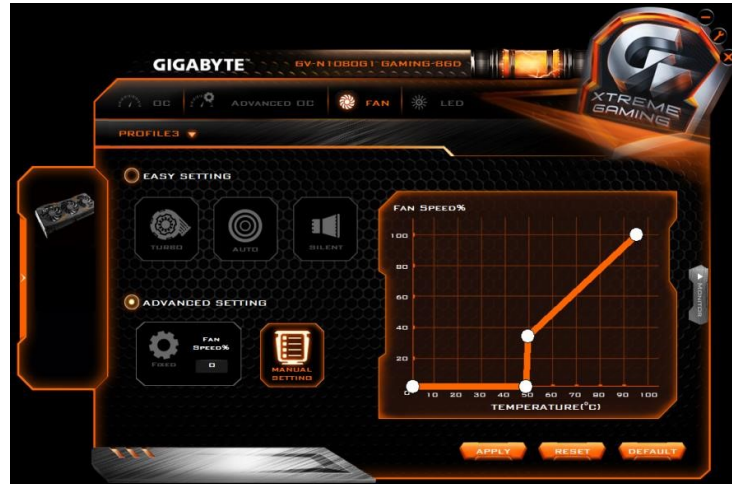 GIGABYTE™ GV-N1080G1 GAMING-8GD
XTREME
GAMING
OC ADVANCED OC FAN LED
PROFILE3
EASY SETTING
TURBO AUTO SILENT
ADVANCED SETTING
FAN
SPEED%
FIXED 0
MANUAL
SETTING
FAN SPEED%
100
80
60
40
20
0 10 20 30 40 50 60 70 80 90 100
TEMPERATURE(°C)
MONITOR
APPLY RESET DEFAULT